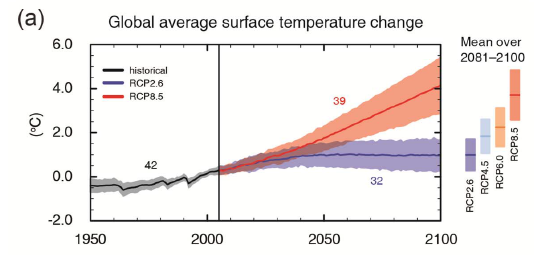 (a)
Global average surface temperature change
6.0
4.0
2.0
0.0
-2.0
(°C)
historical
RCP2.6
RCP8.5
42
39
32
1950
2000
2050
2100
Mean over
2081–2100
RCP2.6
RCP4.5
RCP6.0
RCP8.5